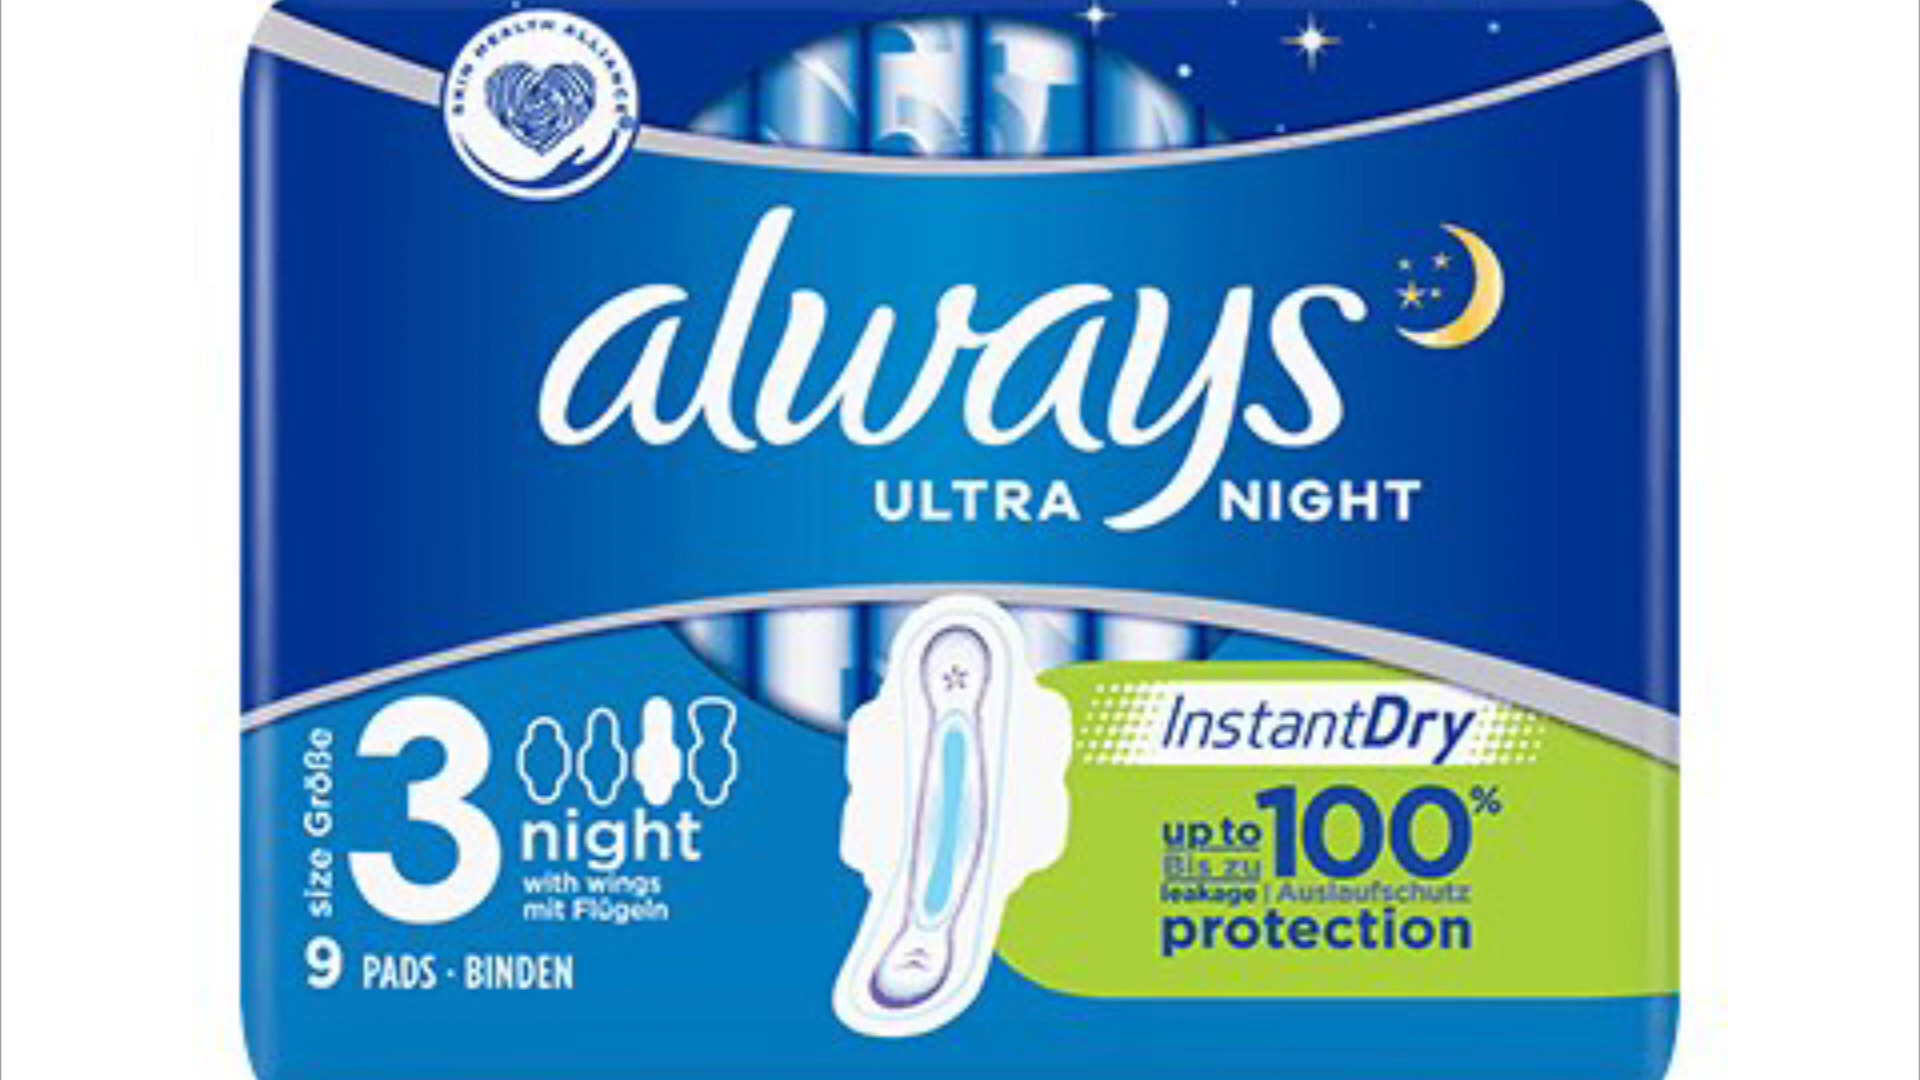 SKIN HEALTH ALLIANCE
always
ULTRA NIGHT
size Größe
3
night
with wings
mit Flügeln
9 PADS · BINDEN
InstantDry
up to 100%
Bis zu
leakage | Auslaufschutz
protection